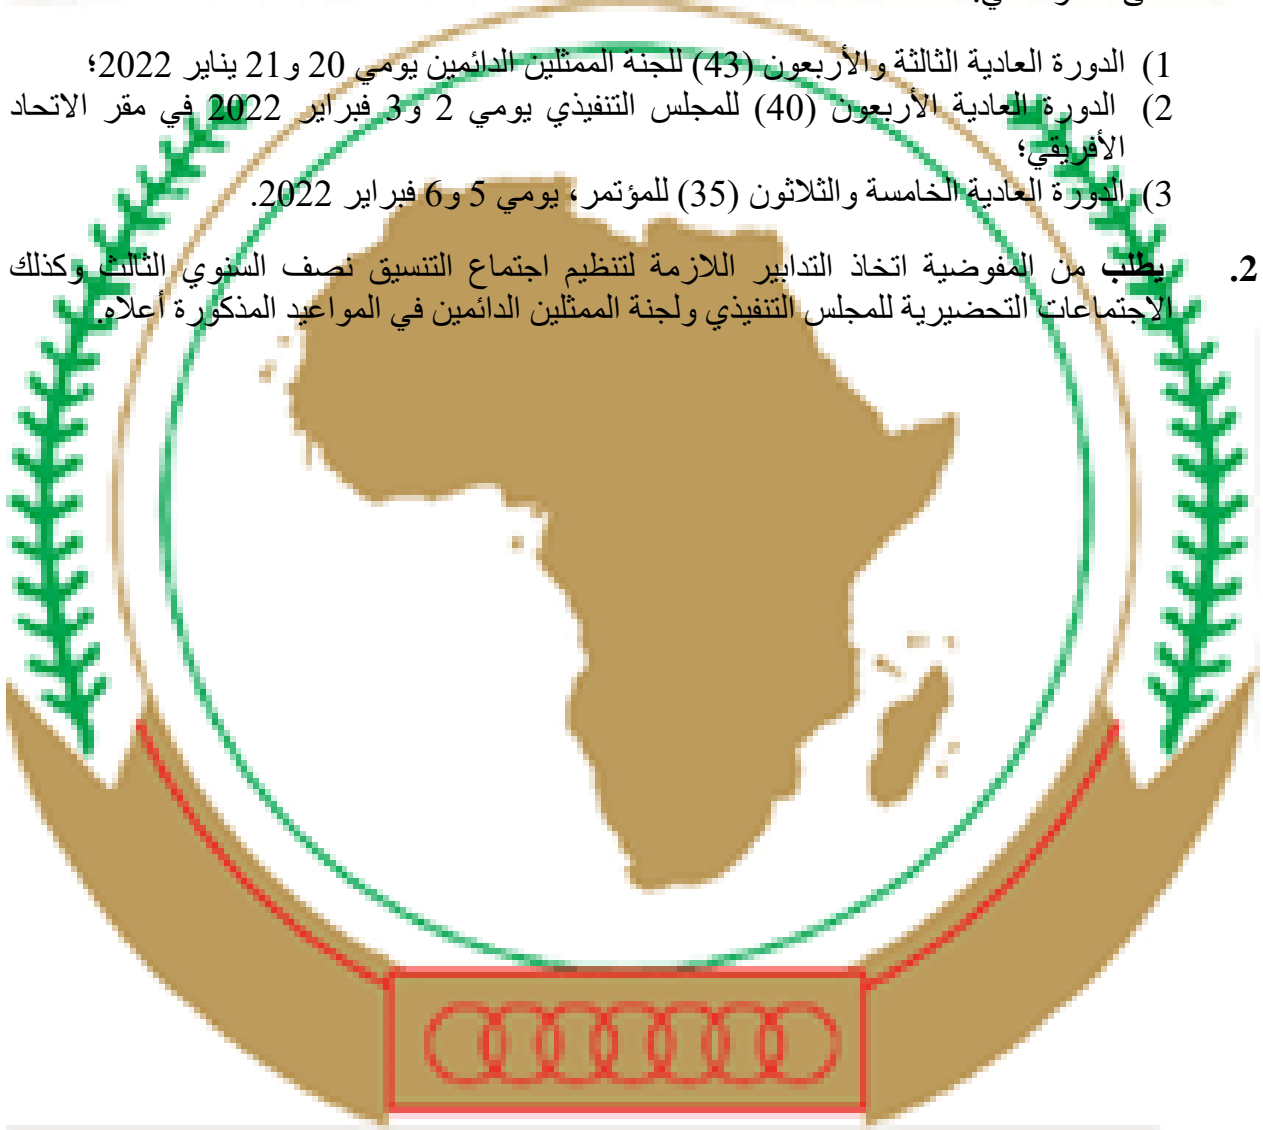 1) الدورة العادية الثالثة والأربعون (43) للجنة الممثلين الدائمين يومي 20 و21 يناير 2022؛
2) الدورة العادية الأربعون (40) للمجلس التنفيذي يومي 2 و3 فبراير 2022 في مقر الاتحاد
الأفريقي؛
3) الدورة العادية الخامسة والثلاثون (35) للمؤتمر، يومي 5 و6 فبراير 2022.
2. يطلب من المفوضية اتخاذ التدابير اللازمة لتنظيم اجتماع التنسيق نصف السنوي الثالث وكذلك
الاجتماعات التحضيرية للمجلس التنفيذي ولجنة الممثلين الدائمين في المواعيد المذكورة أعلاه.